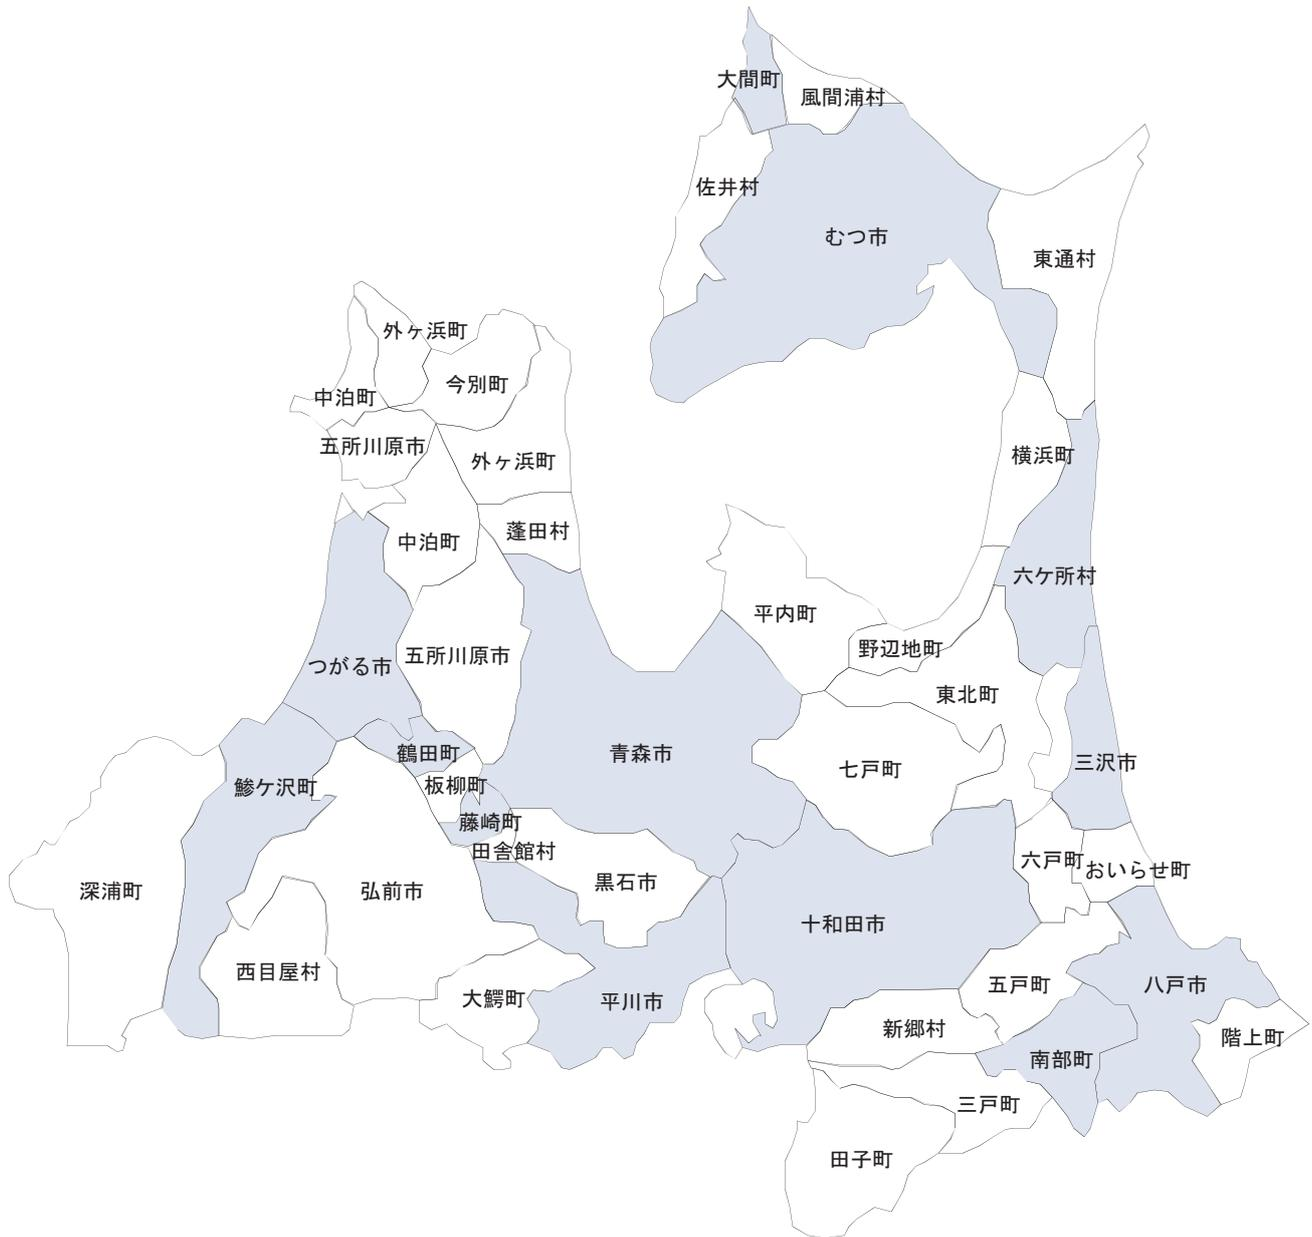 大間町
風間浦村
佐井村
むつ市
東通村
外ヶ浜町
今別町
中泊町
五所川原市
横浜町
外ヶ浜町
蓬田村
中泊町
六ケ所村
平内町
野辺地町
五所川原市
つがる市
東北町
鶴田町
青森市
三沢市
七戸町
鰺ケ沢町
板柳町
藤崎町
田舎館村
六戸町
おいらせ町
黒石市
深浦町
弘前市
十和田市
西目屋村
五戸町
八戸市
大鰐町
平川市
新郷村
階上町
南部町
三戸町
田子町